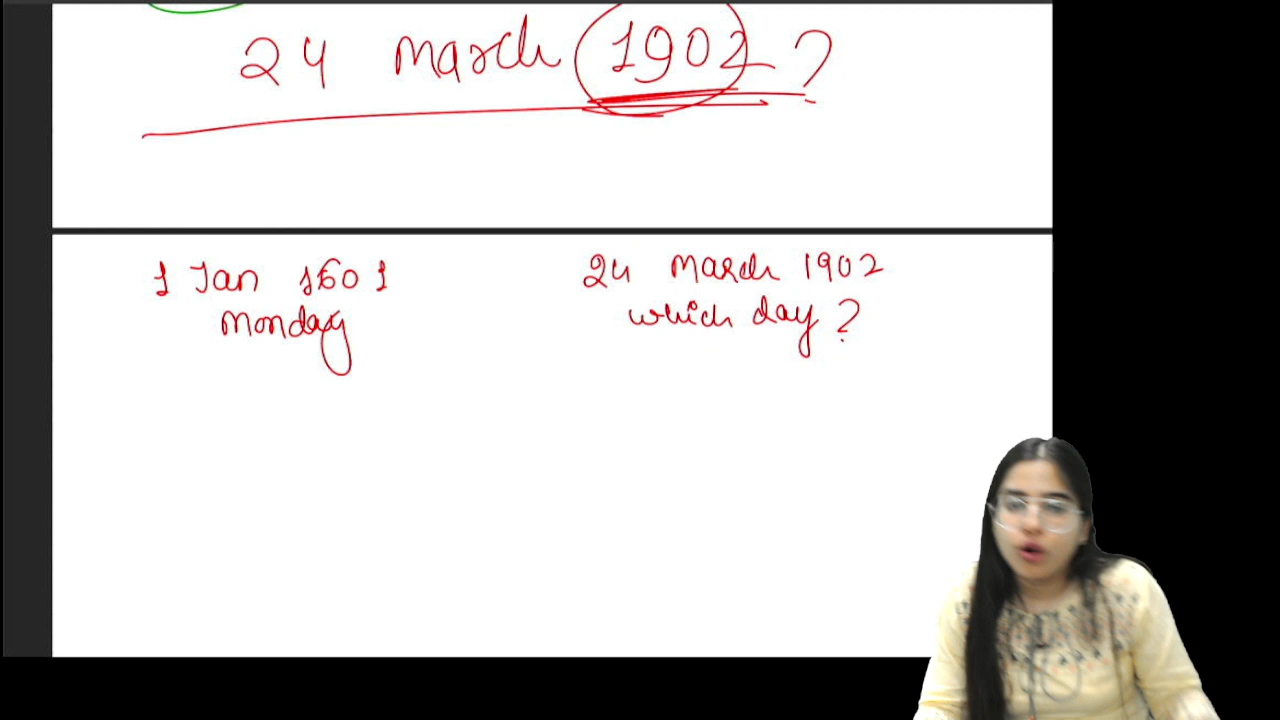 24 march 1902 ?
1 Jan 1601
monday
24 march 1902
which day ?